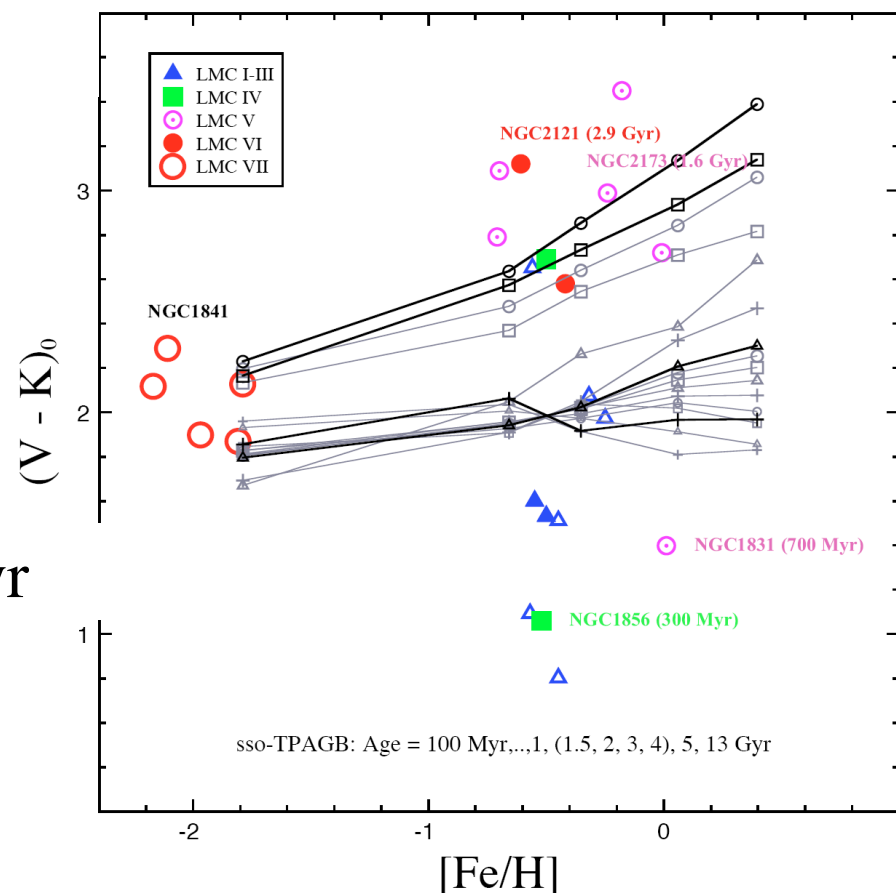 LMC I-III
LMC IV
LMC V
LMC VI
LMC VII
NGC2121 (2.9 Gyr)
NGC2173 (1.6 Gyr)
3
NGC1841
(V - K)0
2
yr
NGC1831 (700 Myr)
NGC1856 (300 Myr)
1
sso-TPAGB: Age = 100 Myr,..,1, (1.5, 2, 3, 4), 5, 13 Gyr
-2 -1 0
[Fe/H]